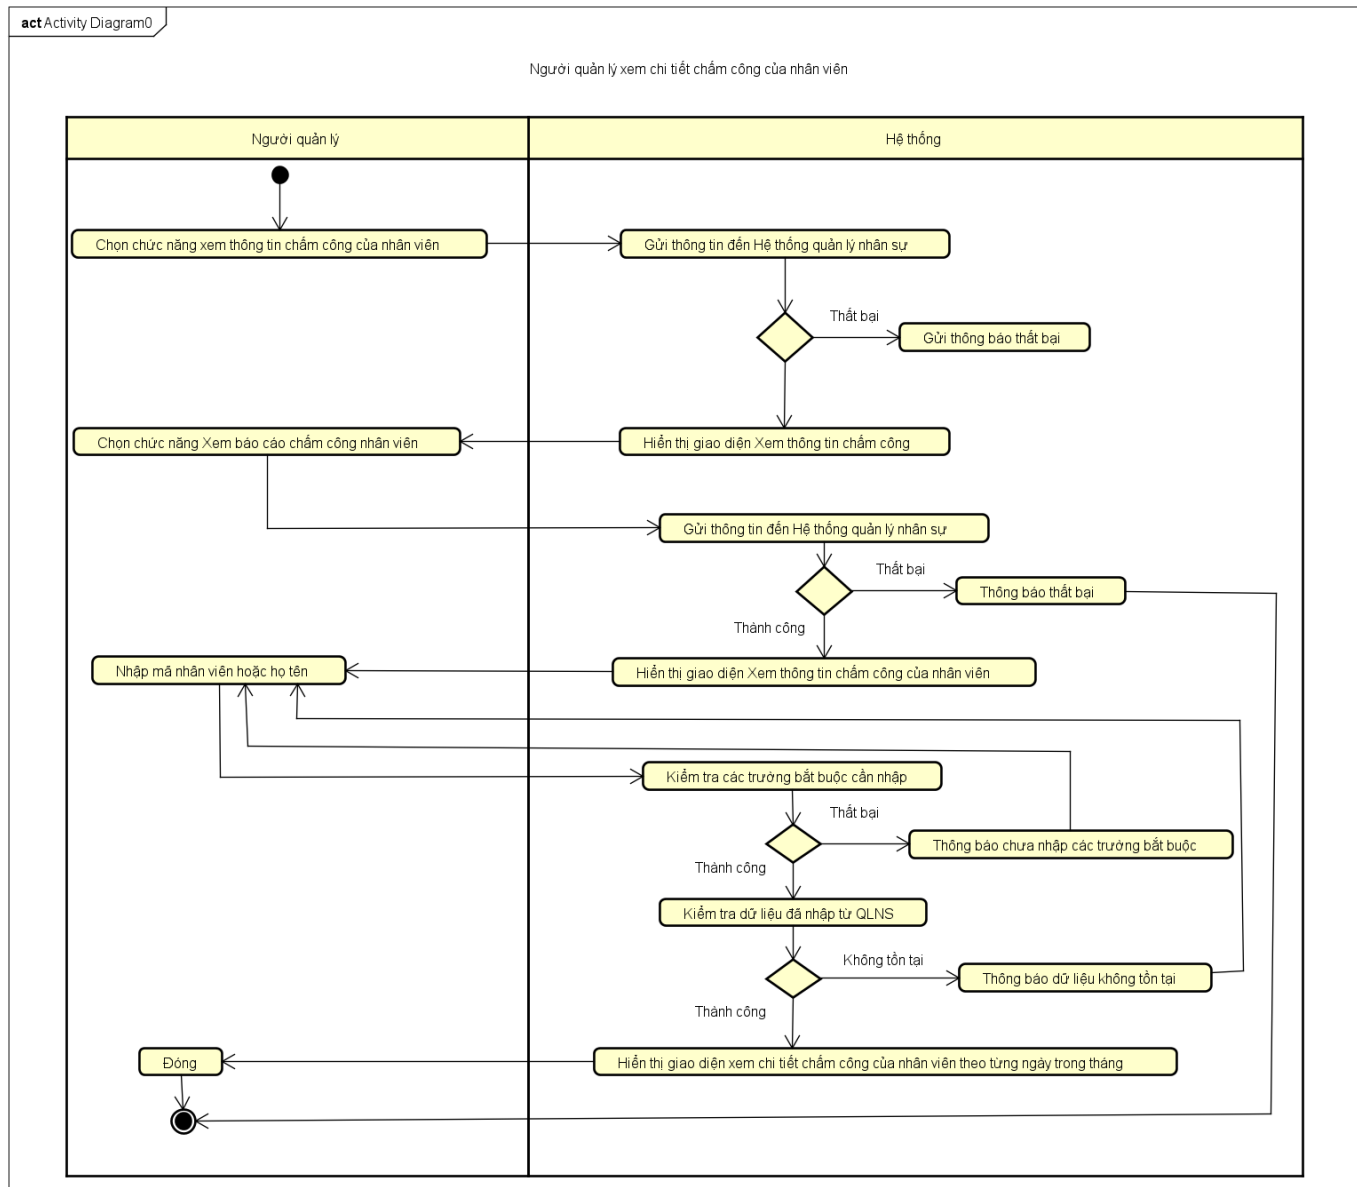 act Activity Diagram0
Người quản lý xem chi tiết chấm công của nhân viên
Người quản lý
Hệ thống
Chọn chức năng xem thông tin chấm công của nhân viên
Gửi thông tin đến Hệ thống quản lý nhân sự
Thất bại
Gửi thông báo thất bại
Chọn chức năng Xem báo cáo chấm công nhân viên
Hiển thị giao diện Xem thông tin chấm công
Gửi thông tin đến Hệ thống quản lý nhân sự
Thất bại
Thông báo thất bại
Thành công
Nhập mã nhân viên hoặc họ tên
Hiển thị giao diện Xem thông tin chấm công của nhân viên
Kiểm tra các trường bắt buộc cần nhập
Thất bại
Thông báo chưa nhập các trường bắt buộc
Thành công
Kiểm tra dữ liệu đã nhập từ QLNS
Không tồn tại
Thông báo dữ liệu không tồn tại
Thành công
Đóng
Hiển thị giao diện xem chi tiết chấm công của nhân viên theo từng ngày trong tháng